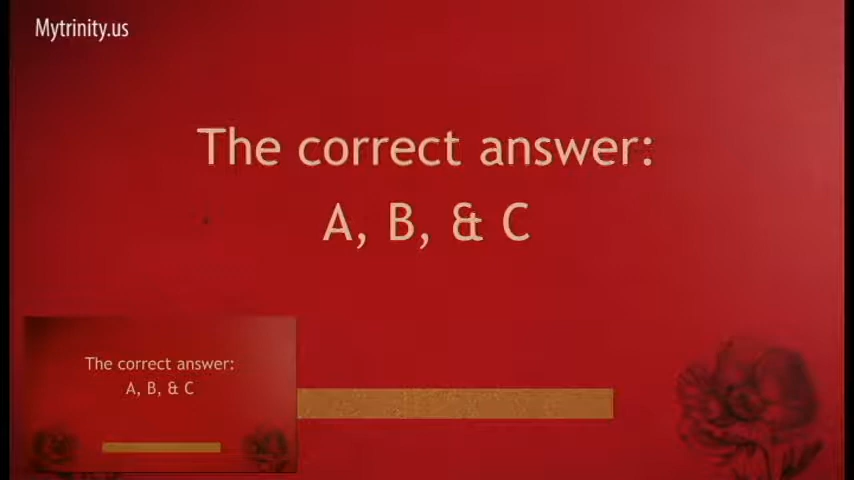 Mytrinity.us
The correct answer:
A, B, & C
The correct answer:
A, B, & C